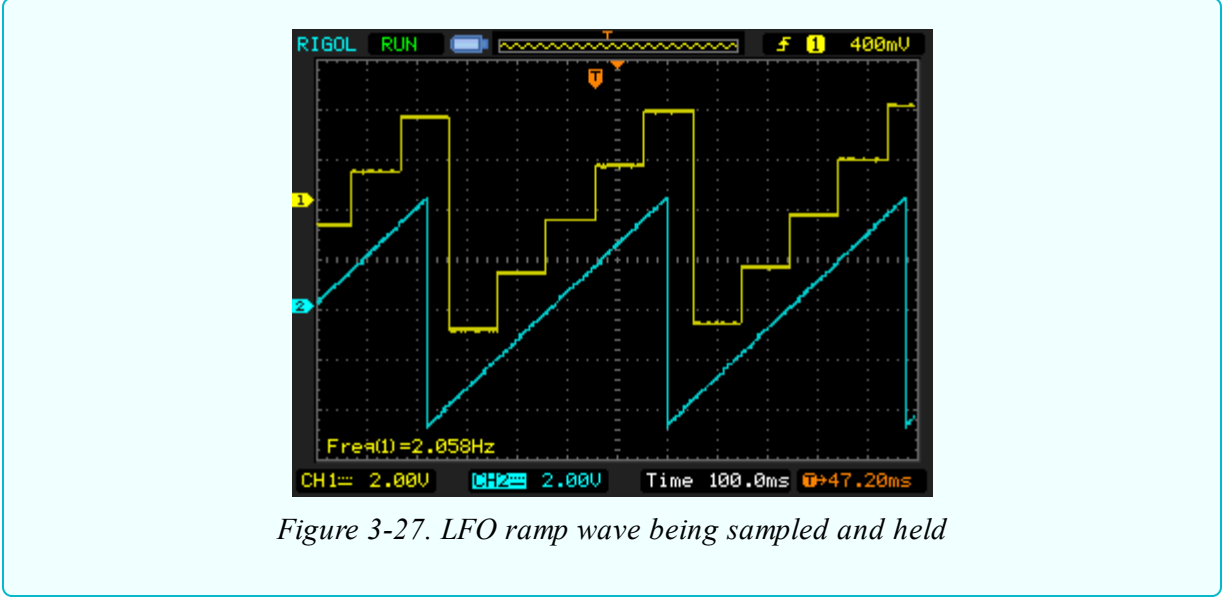 RIGOL RUN T 1 400mV
T
1
2
Freq(1)=2.058Hz
CH1 2.00V CH2 2.00V Time 100.0ms T→47.20ms
Figure 3-27. LFO ramp wave being sampled and held